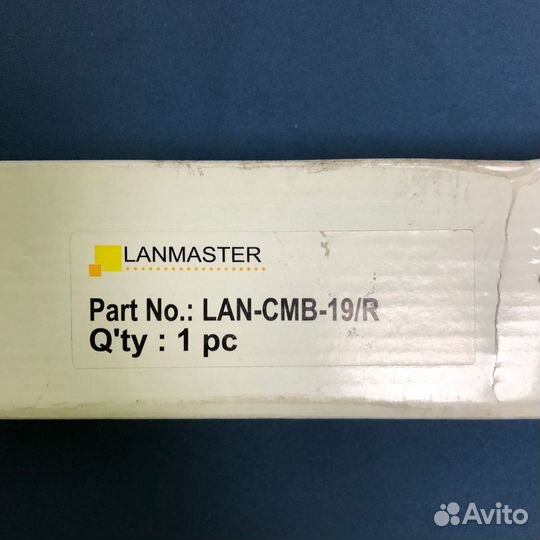 LANMASTER
Part No.: LAN-CMB-19/R
Q'ty : 1 pc
Avito